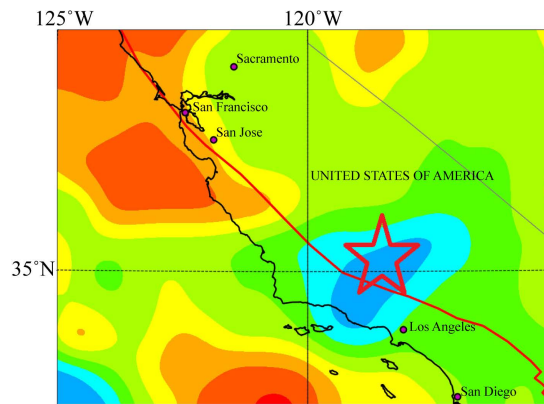 125°W
120°W
Sacramento
San Francisco
San Jose
UNITED STATES OF AMERICA
35°N
Los Angeles
San Diego